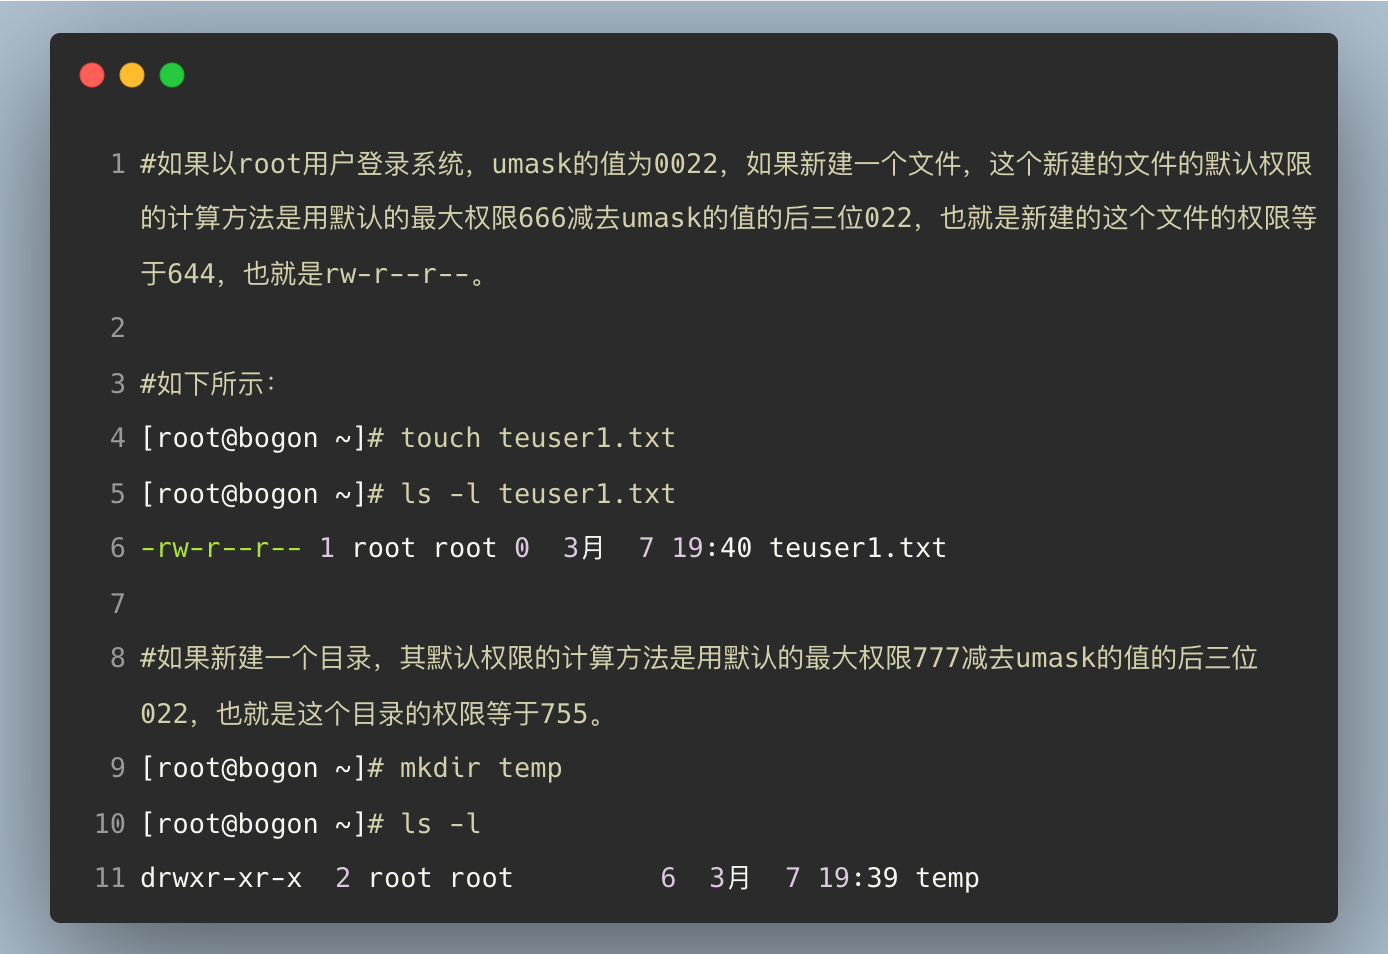 1 #如果以root用户登录系统，umask的值为0022，如果新建一个文件，这个新建的文件的默认权限
的计算方法是用默认的最大权限666减去umask的值的后三位022，也就是新建的这个文件的权限等
于644，也就是rw-r--r--。
2
3 #如下所示：
4 [root@bogon ~]# touch teuser1.txt
5 [root@bogon ~]# ls -l teuser1.txt
6 -rw-r--r-- 1 root root 0  3月  7 19:40 teuser1.txt
7
8 #如果新建一个目录，其默认权限的计算方法是用默认的最大权限777减去umask的值的后三位
022，也就是这个目录的权限等于755。
9 [root@bogon ~]# mkdir temp
10 [root@bogon ~]# ls -l
11 drwxr-xr-x  2 root root         6  3月  7 19:39 temp